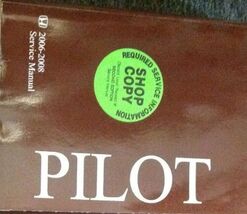 2006-2008
Service Manual
REQUIRED SERVICE INFORMATION
SHOP
COPY
PILOT